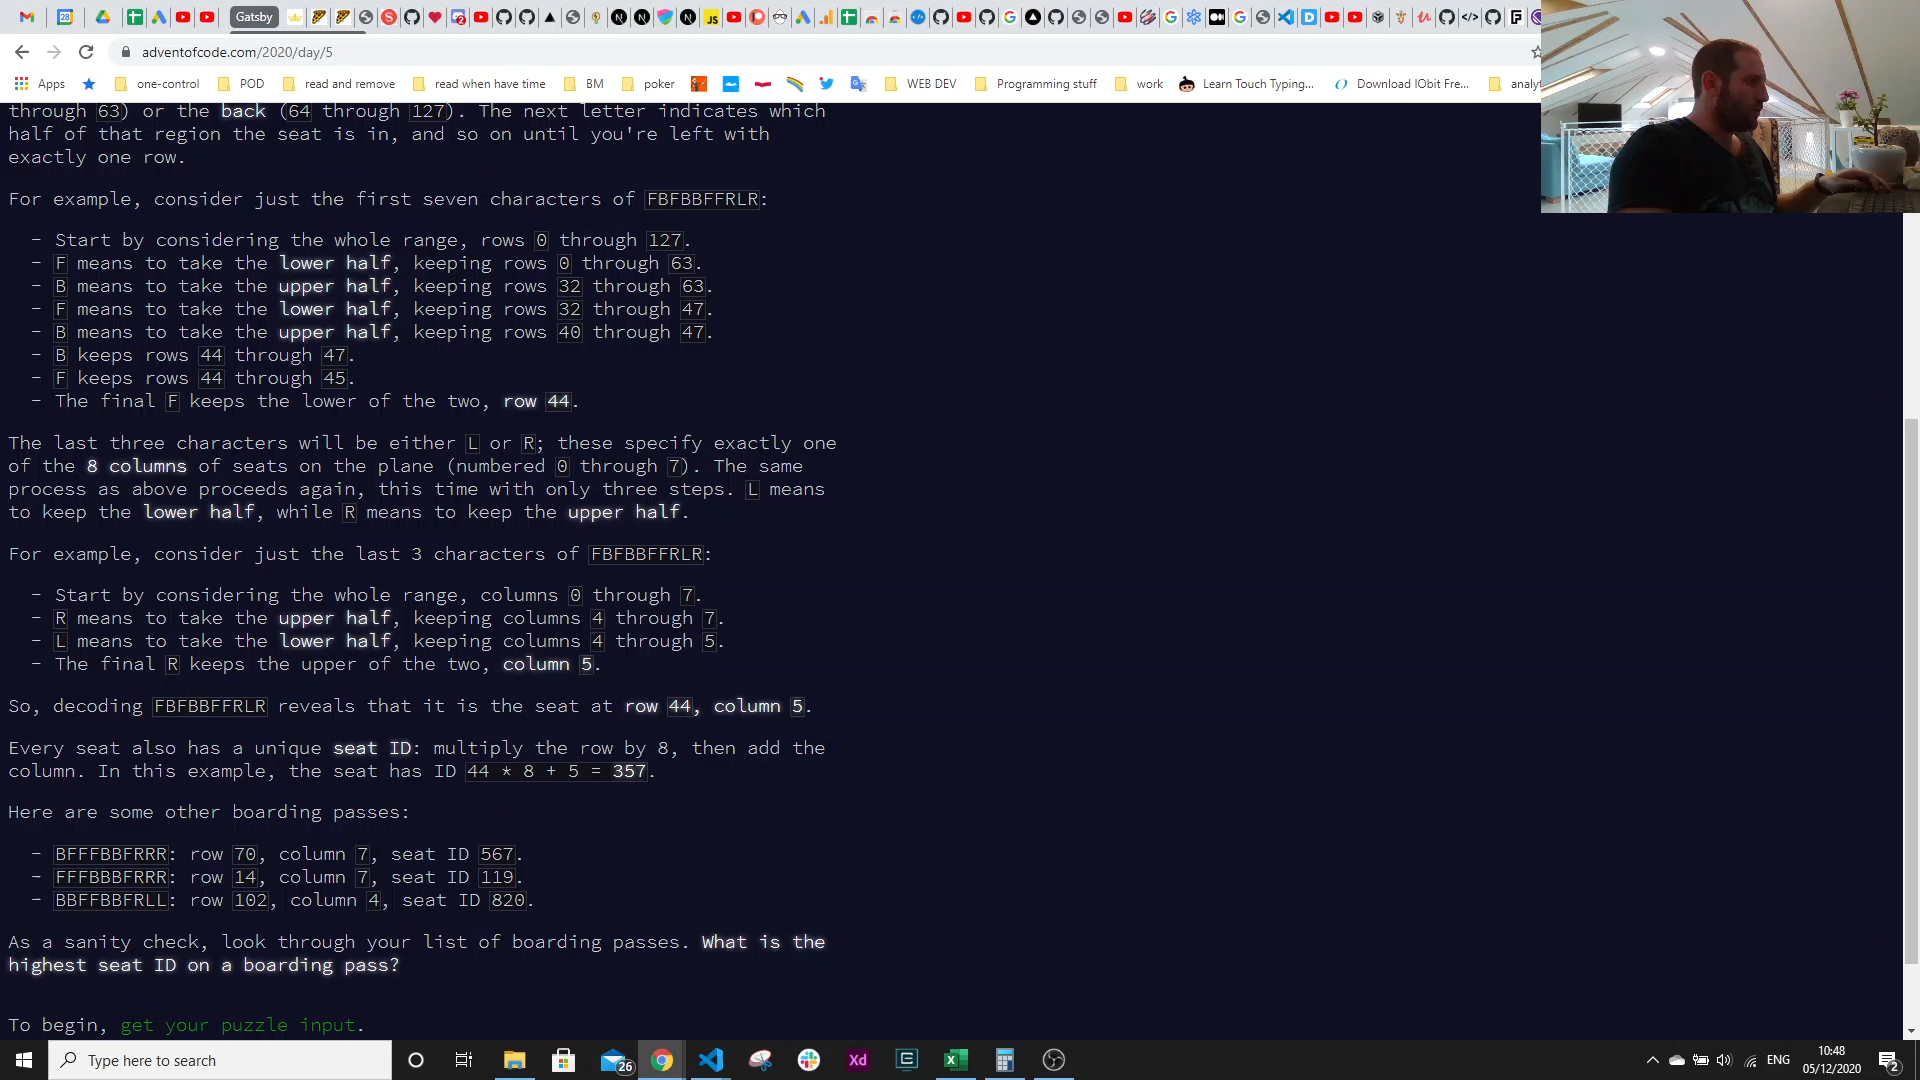 Gatsby
adventofcode.com/2020/day/5
Apps
one-control
POD
read and remove
read when have time
BM
poker
WEB DEV
Programming stuff
work
Learn Touch Typing...
Download IObit Fre...
analy
through 63) or the back (64 through 127). The next letter indicates which
half of that region the seat is in, and so on until you're left with
exactly one row.
For example, consider just the first seven characters of FBFBBFFRLR:
- Start by considering the whole range, rows 0 through 127.
- F means to take the lower half, keeping rows 0 through 63.
- B means to take the upper half, keeping rows 32 through 63.
- F means to take the lower half, keeping rows 32 through 47.
- B means to take the upper half, keeping rows 40 through 47.
- B keeps rows 44 through 47.
- F keeps rows 44 through 45.
- The final F keeps the lower of the two, row 44.
The last three characters will be either L or R; these specify exactly one
of the 8 columns of seats on the plane (numbered 0 through 7). The same
process as above proceeds again, this time with only three steps. L means
to keep the lower half, while R means to keep the upper half.
For example, consider just the last 3 characters of FBFBBFFRLR:
- Start by considering the whole range, columns 0 through 7.
- R means to take the upper half, keeping columns 4 through 7.
- L means to take the lower half, keeping columns 4 through 5.
- The final R keeps the upper of the two, column 5.
So, decoding FBFBBFFRLR reveals that it is the seat at row 44, column 5.
Every seat also has a unique seat ID: multiply the row by 8, then add the
column. In this example, the seat has ID 44 * 8 + 5 = 357.
Here are some other boarding passes:
- BFFFBBFRRR: row 70, column 7, seat ID 567.
- FFFBBBFRRR: row 14, column 7, seat ID 119.
- BBFFBBFRLL: row 102, column 4, seat ID 820.
As a sanity check, look through your list of boarding passes. What is the
highest seat ID on a boarding pass?
To begin, get your puzzle input.
Type here to search
26
Xd
ENG
10:48
05/12/2020
2